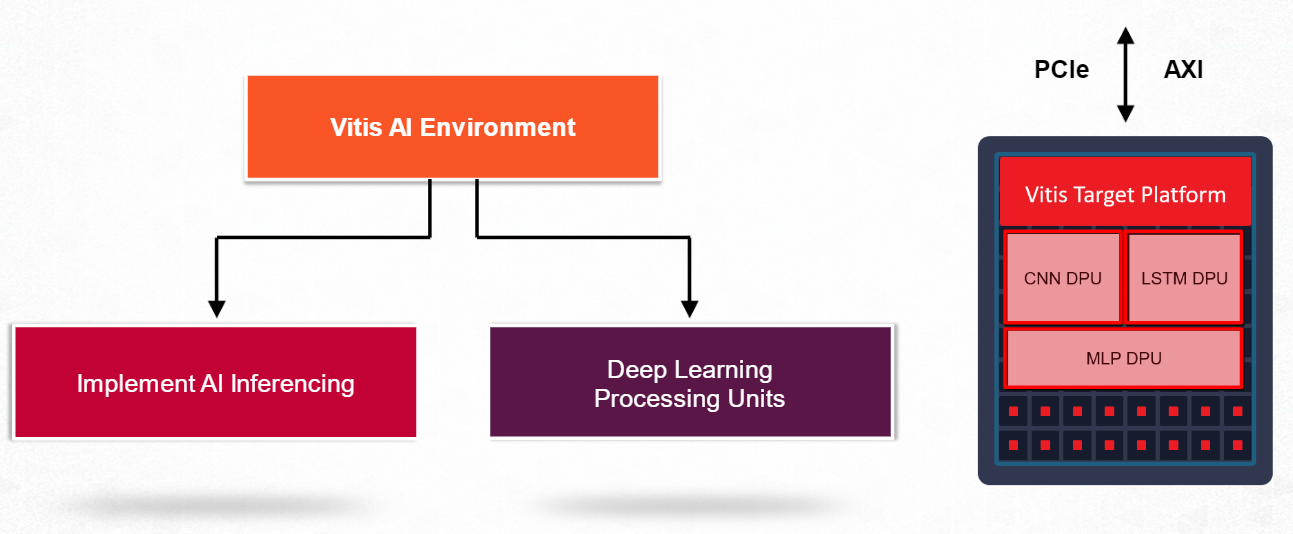 Vitis AI Environment
Implement AI Inferencing
Deep Learning
Processing Units
PCIe
AXI
Vitis Target Platform
CNN DPU
LSTM DPU
MLP DPU